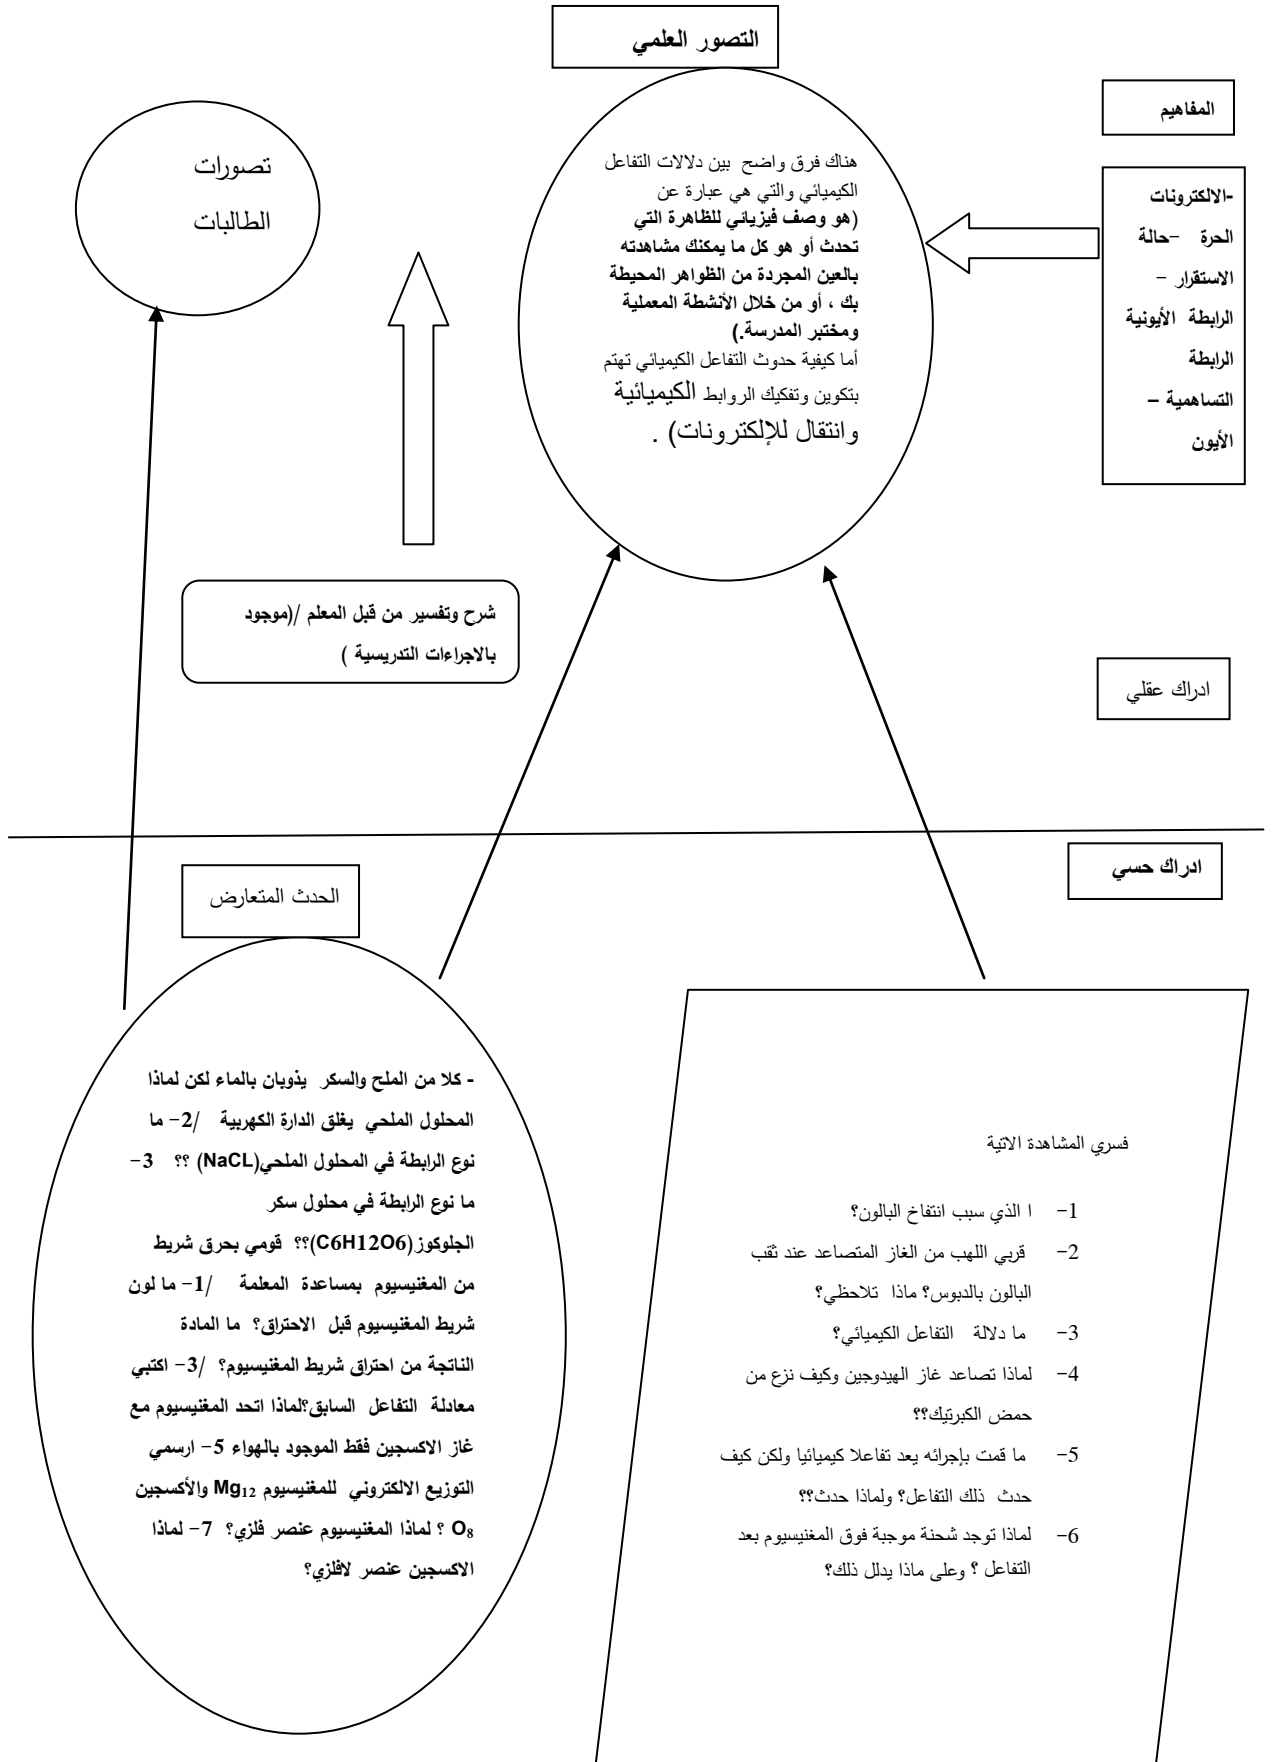 التصور العلمي
المفاهيم
تصورات
الطالبات
هناك فرق واضح بين دلالات التفاعل
الكيميائي والتي هي عبارة عن
(هو وصف فيزيائي للظاهرة التي
تحدث أو هو كل ما يمكنك مشاهدته
بالعين المجردة من الظواهر المحيطة
بك ، أو من خلال الأنشطة المعملية
ومختبر المدرسة.)
أما كيفية حدوث التفاعل الكيميائي تهتم
بتكوين وتفكيك الروابط الكيميائية
وانتقال للإلكترونات) .
-الالكترونات
الحرة –حالة
الاستقرار –
الرابطة الأيونية
الرابطة
التساهمية –
الأيون
شرح وتفسير من قبل المعلم /(موجود
بالاجراءات التدريسية )
ادراك عقلي
ادراك حسي
الحدث المتعارض
- كلا من الملح والسكر يذوبان بالماء لكن لماذا
المحلول الملحي يغلق الدارة الكهربية /2– ما
نوع الرابطة في المحلول الملحي(NaCL) ؟؟ 3–
ما نوع الرابطة في محلول سكر
الجلوكوز(C6H12O6)؟؟ قومي بحرق شريط
من المغنيسيوم بمساعدة المعلمة /1– ما لون
شريط المغنيسيوم قبل الاحتراق؟ ما المادة
الناتجة من احتراق شريط المغنيسيوم؟ /3– اكتبي
معادلة التفاعل السابق؟لماذا اتحد المغنيسيوم مع
غاز الاكسجين فقط الموجود بالهواء 5– ارسمي
التوزيع الالكتروني للمغنيسيوم Mg₁₂ والأكسجين
O₈ ؟ لماذا المغنيسيوم عنصر فلزي؟ 7– لماذا
الاكسجين عنصر لافلزي؟
فسري المشاهدة الاتية
1– ا الذي سبب انتفاخ البالون؟
2– قربي اللهب من الغاز المتصاعد عند ثقب
البالون بالدبوس؟ ماذا تلاحظي؟
3– ما دلالة التفاعل الكيميائي؟
4– لماذا تصاعد غاز الهيدوجين وكيف نزع من
حمض الكبرتيك؟؟
5– ما قمت بإجرائه يعد تفاعلا كيميائيا ولكن كيف
حدث ذلك التفاعل؟ ولماذا حدث؟؟
6– لماذا توجد شحنة موجبة فوق المغنيسيوم بعد
التفاعل ؟ وعلى ماذا يدلل ذلك؟